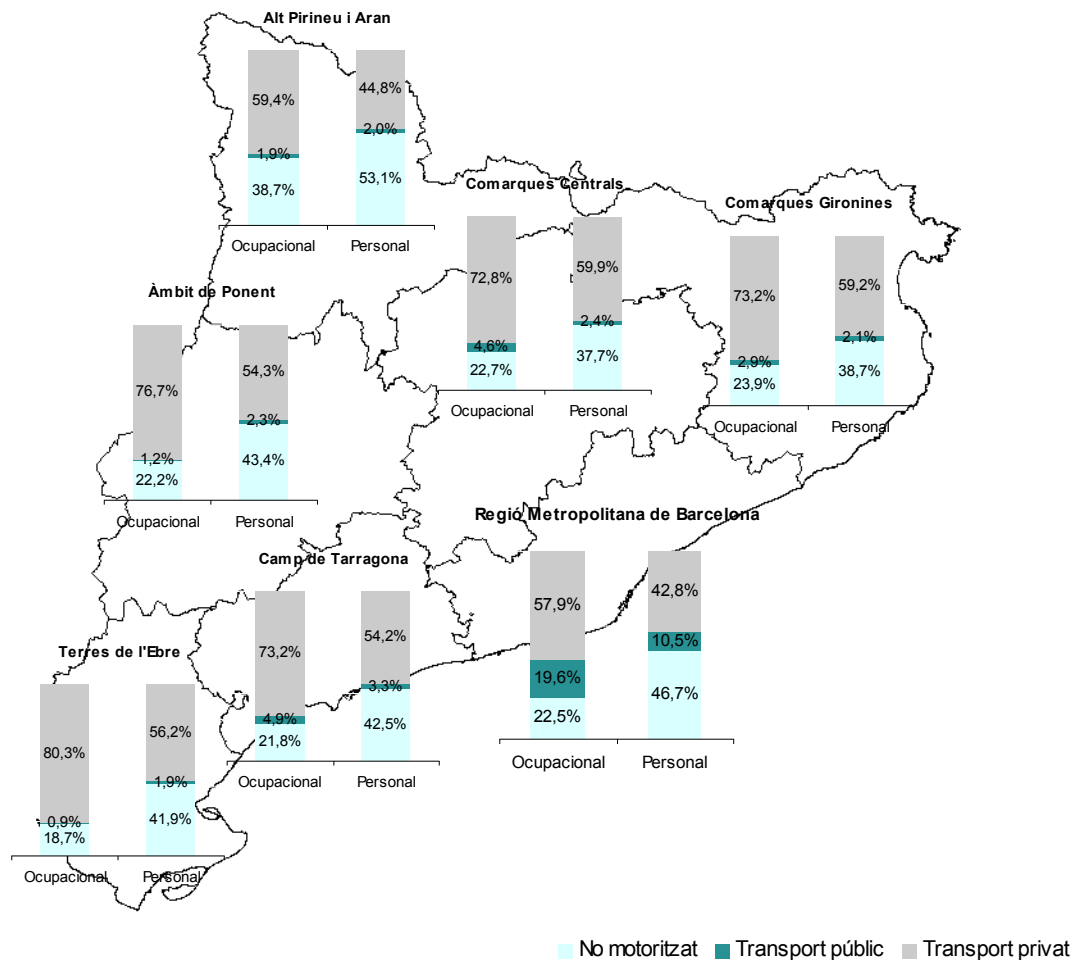 Alt Pirineu i Aran
59,4%
44,8%
1,9%
2,0%
38,7%
53,1%
Ocupacional Personal
Comarques Centrals
72,8%
59,9%
4,6%
2,4%
22,7%
37,7%
Ocupacional Personal
Comarques Gironines
73,2%
59,2%
2,9%
2,1%
23,9%
38,7%
Ocupacional Personal
Àmbit de Ponent
76,7%
54,3%
1,2%
2,3%
22,2%
43,4%
Ocupacional Personal
Regió Metropolitana de Barcelona
57,9%
42,8%
19,6%
10,5%
22,5%
46,7%
Ocupacional Personal
Camp de Tarragona
73,2%
54,2%
4,9%
3,3%
21,8%
42,5%
Ocupacional Personal
Terres de l'Ebre
80,3%
56,2%
0,9%
1,9%
18,7%
41,9%
Ocupacional Personal
No motoritzat Transport públic Transport privat